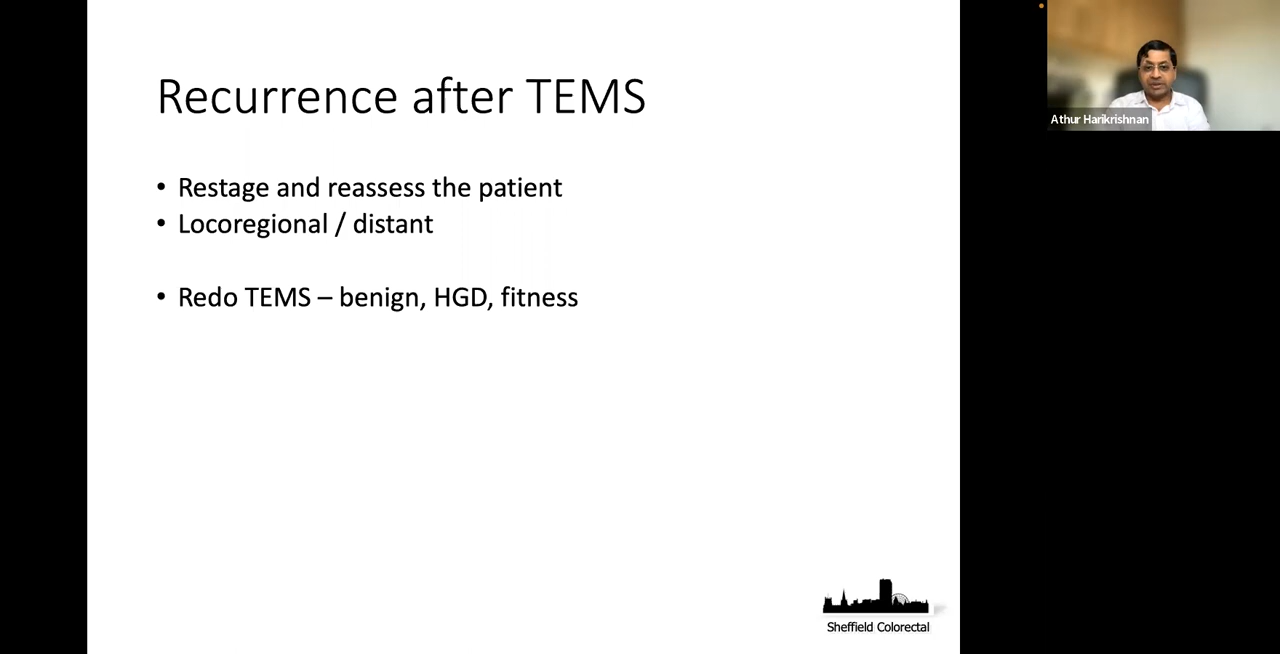 Recurrence after TEMS
• Restage and reassess the patient
• Locoregional / distant
• Redo TEMS – benign, HGD, fitness
Sheffield Colorectal
Athur Harikrishnan